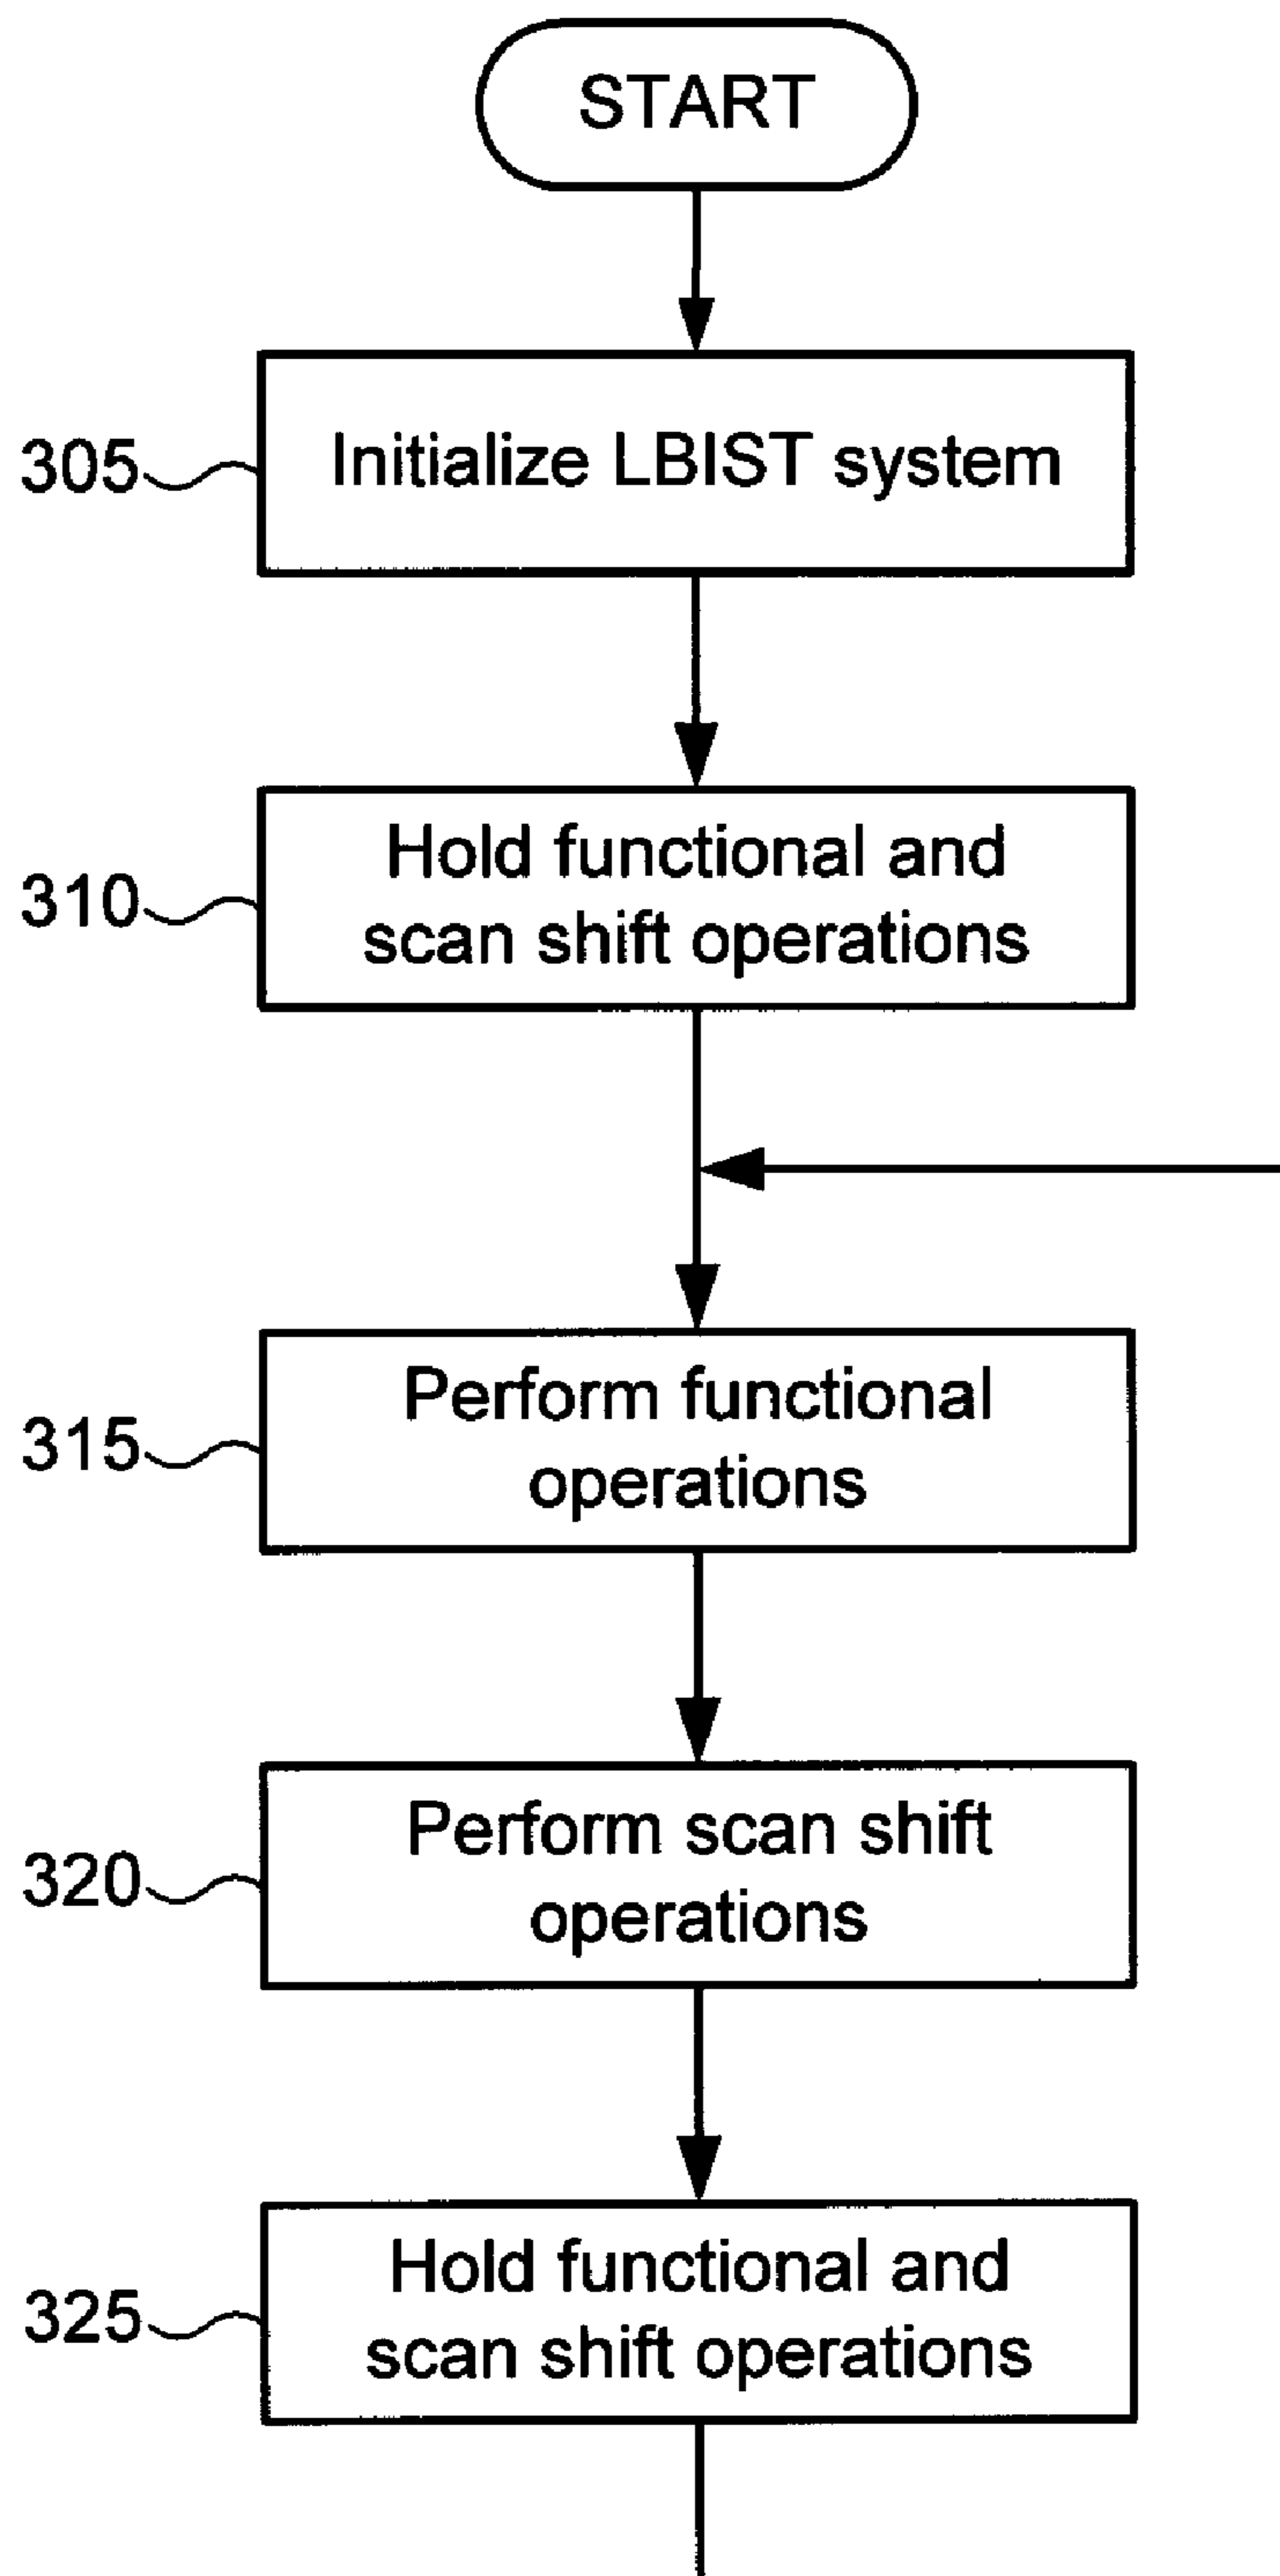 START
305
Initialize LBIST system
310
Hold functional and
scan shift operations
315
Perform functional
operations
320
Perform scan shift
operations
325
Hold functional and
scan shift operations